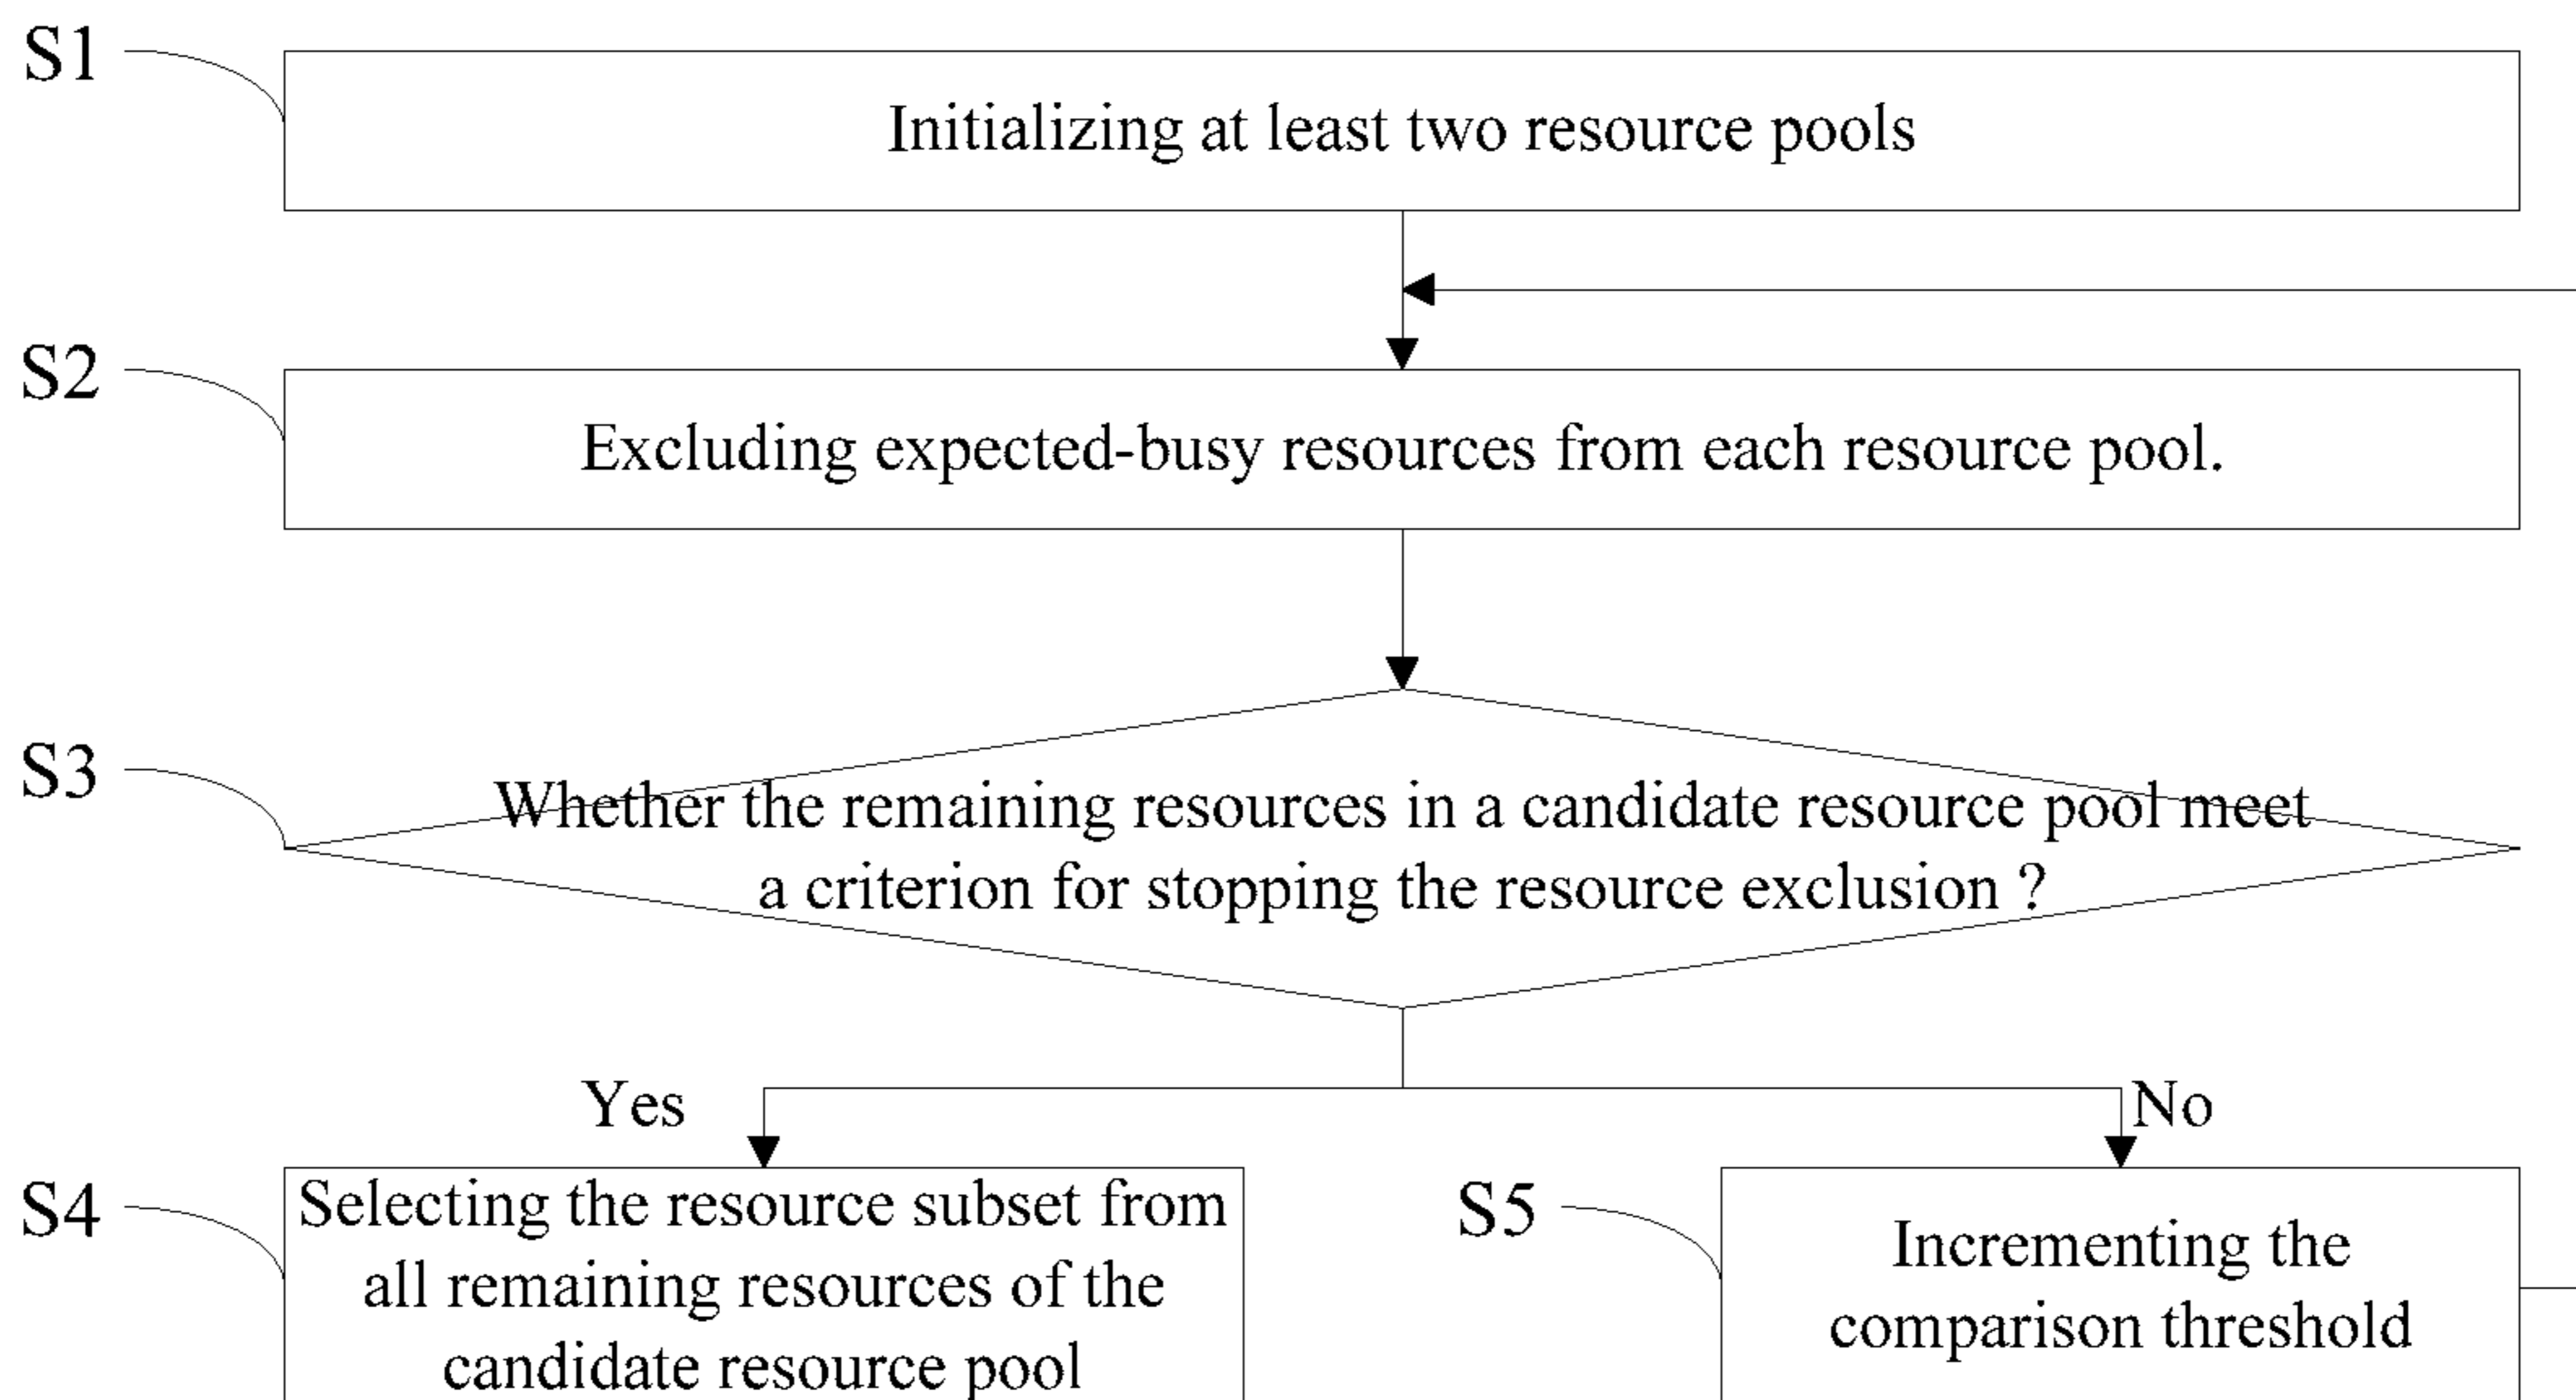 S1
Initializing at least two resource pools
S2
Excluding expected-busy resources from each resource pool.
S3
Whether the remaining resources in a candidate resource pool meet
a criterion for stopping the resource exclusion ?
Yes
No
S4
Selecting the resource subset from
all remaining resources of the
candidate resource pool
S5
Incrementing the
comparison threshold